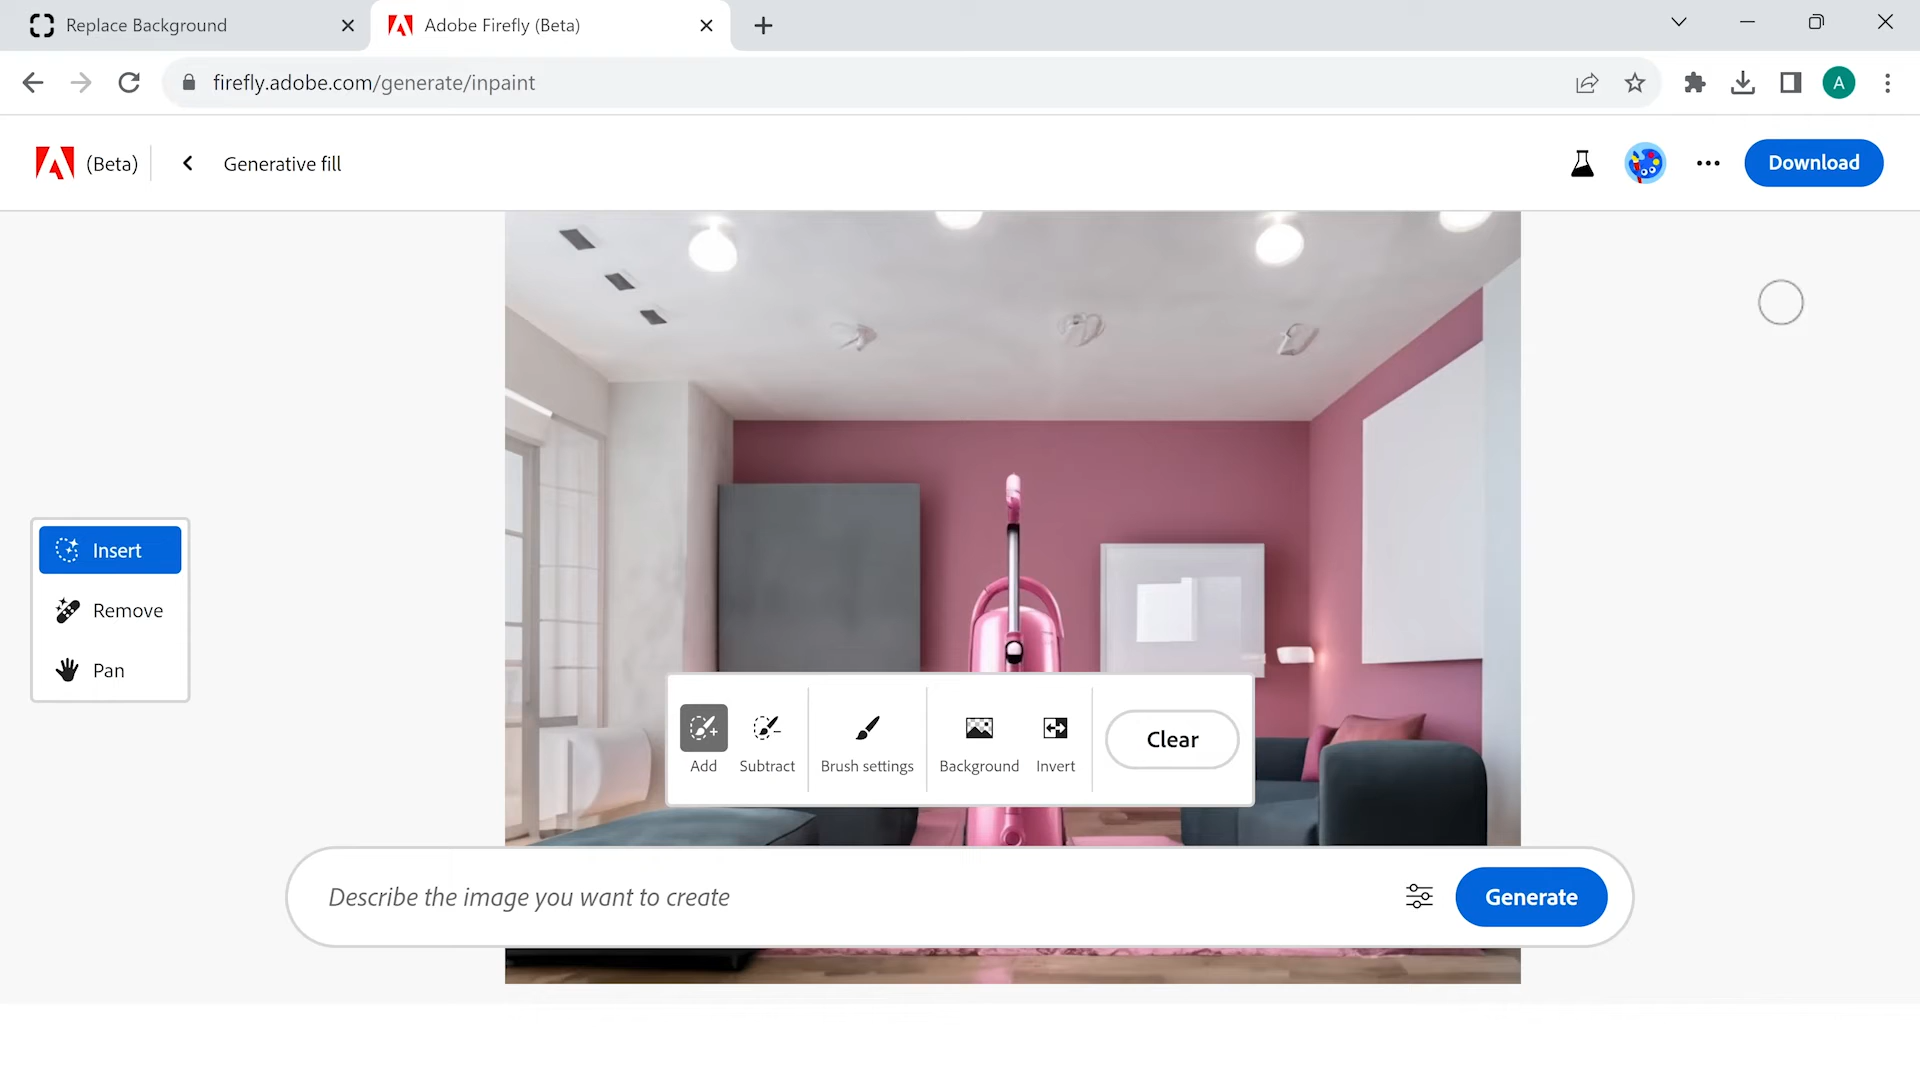 Replace Background
Adobe Firefly (Beta)
firefly.adobe.com/generate/inpaint
A
(Beta)
Generative fill
Download
Insert
Remove
Pan
Add
Subtract
Brush settings
Background
Invert
Clear
Describe the image you want to create
Generate